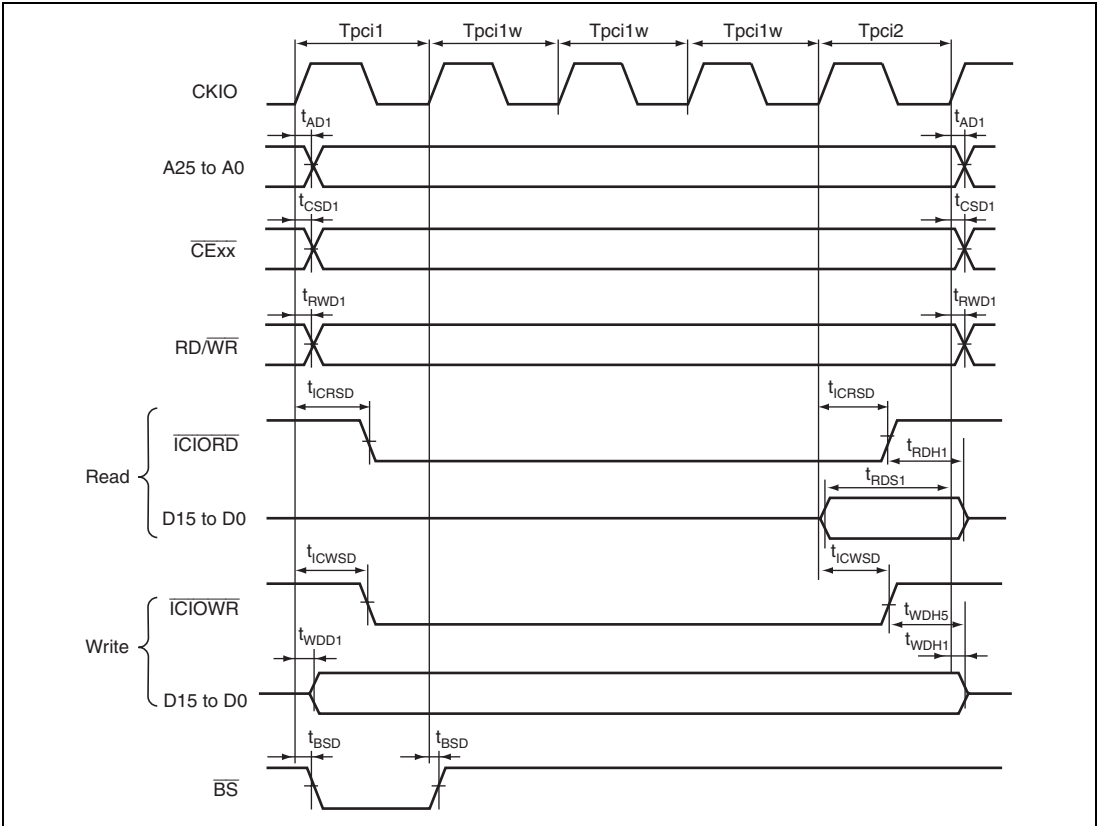 Tpci1 Tpci1w Tpci1w Tpci1w Tpci2
CKIO
tAD1 tAD1
A25 to A0
tCSD1 tCSD1
CExx
tRWD1 tRWD1
RD/WR
tICRSD tICRSD
ICIORD
tRDH1
Read
tRDS1
D15 to D0
tICWSD tICWSD
ICIOWR
tWDH5
Write
tWDD1 tWDH1
D15 to D0
tBSD tBSD
BS